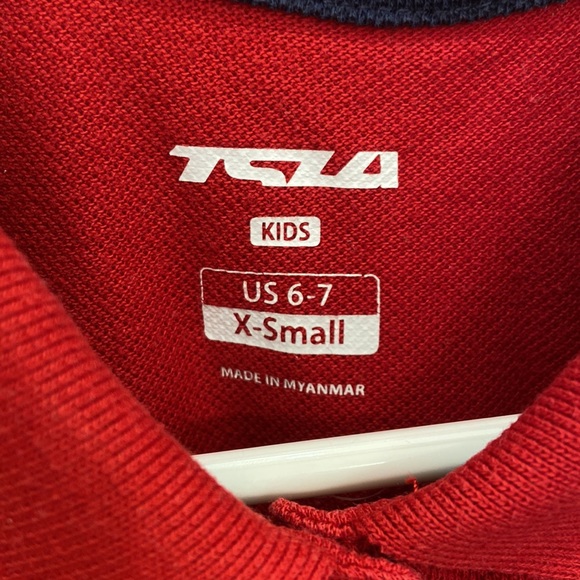 TSLA
KIDS
US 6-7
X-Small
MADE IN MYANMAR